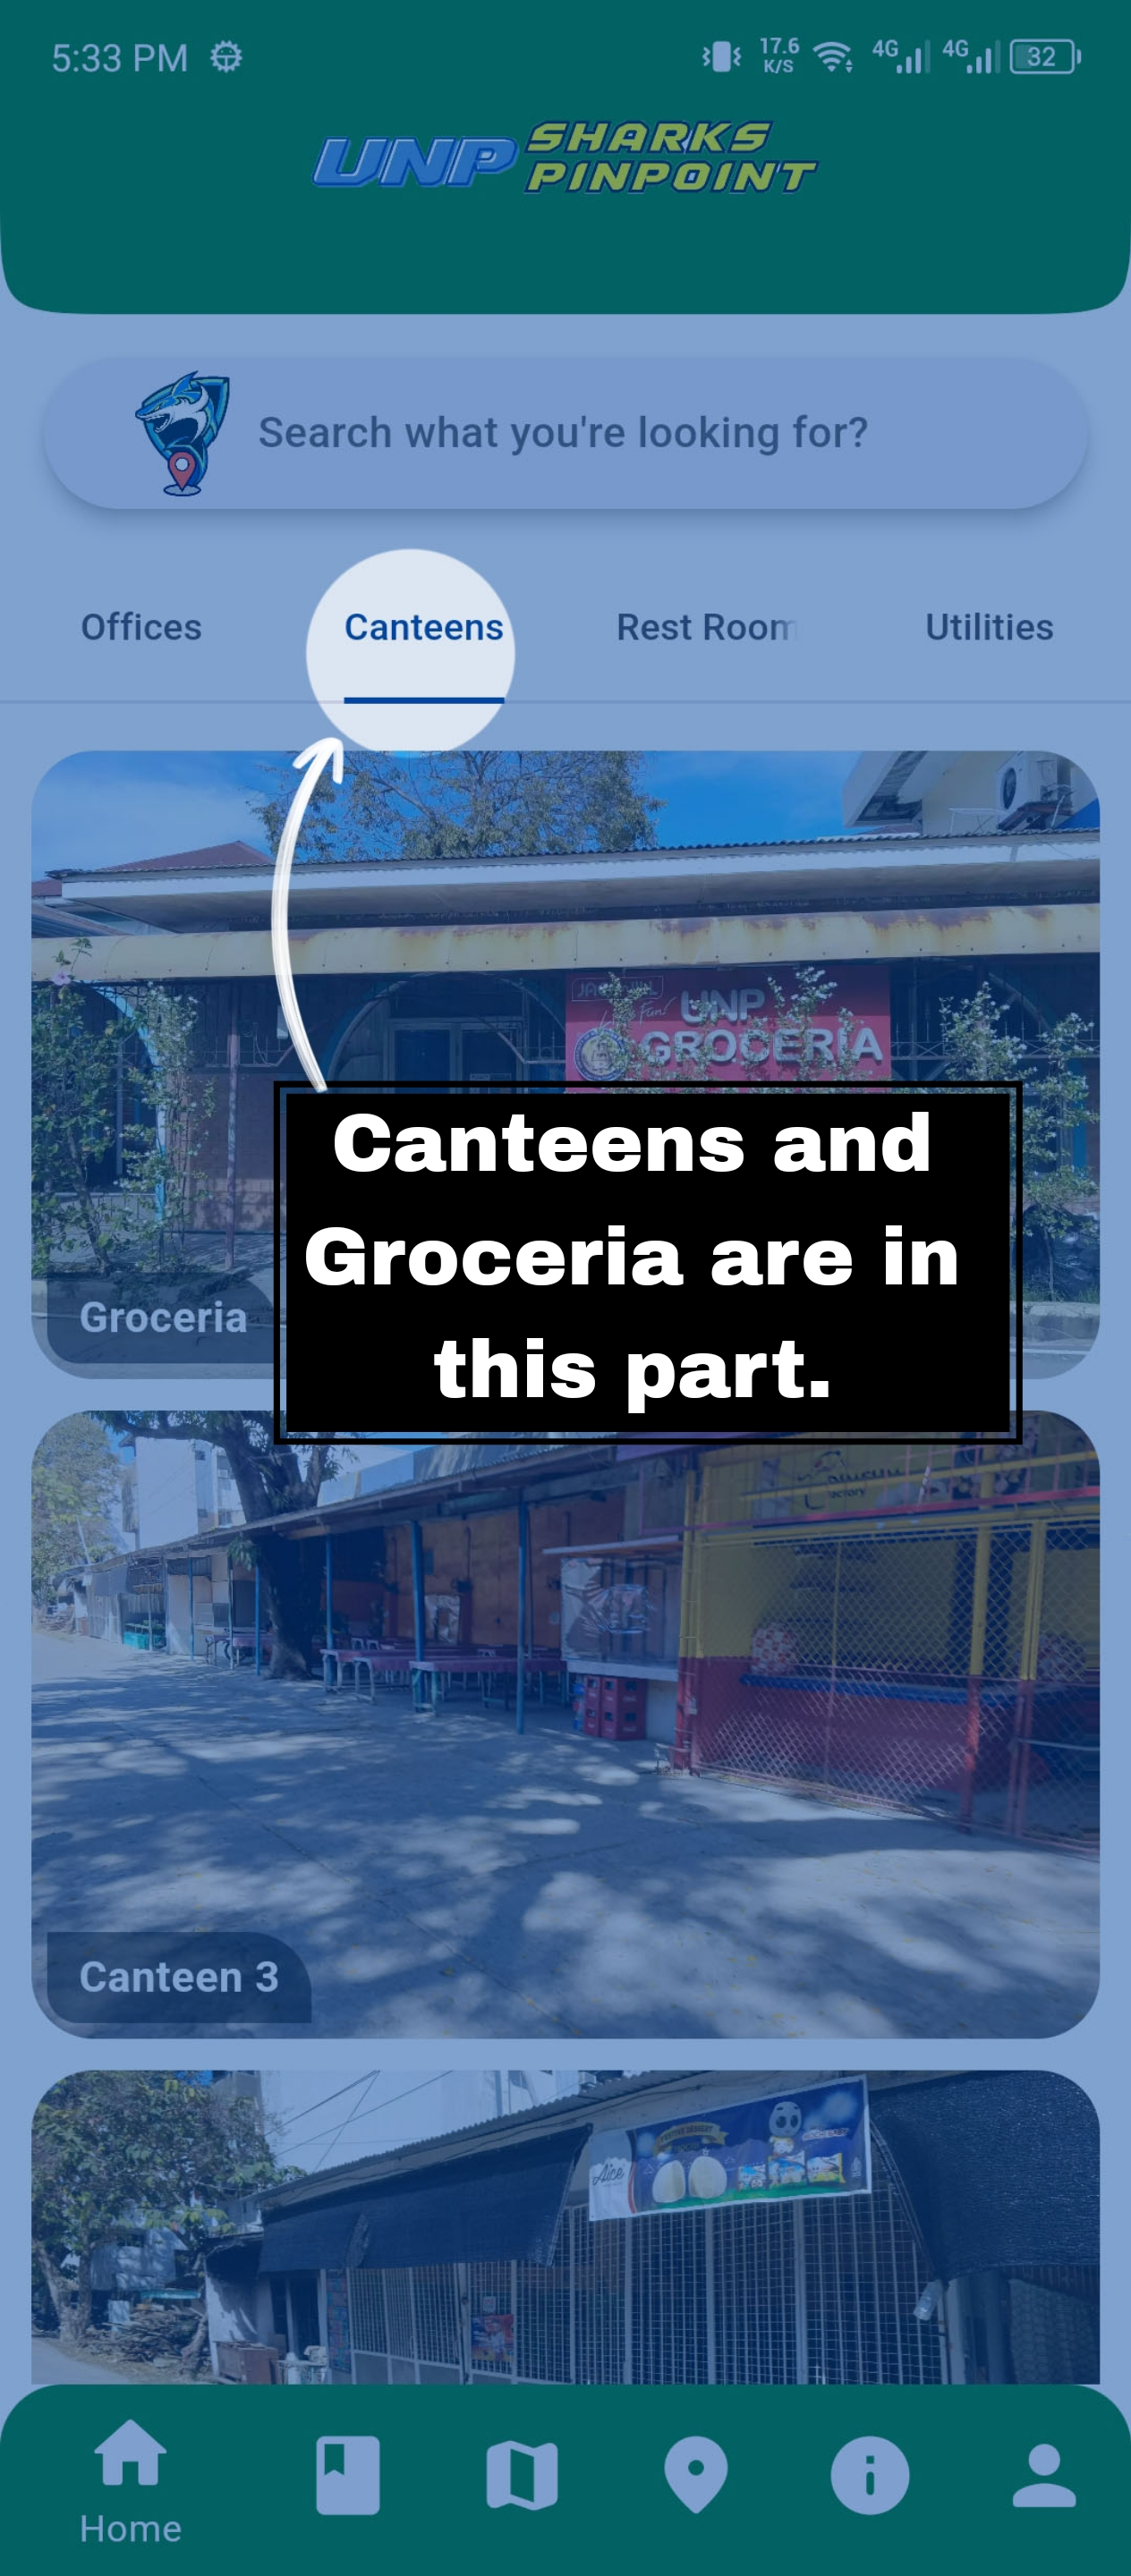 5:33 PM
17.6
K/S
4G
4G
32
UNP SHARKS
PINPOINT
Search what you're looking for?
Offices
Canteens
Rest Room
Utilities
UNP
GROCERIA
Canteens and
Groceria are in
this part.
Groceria
Canteen 3
Aice
Home